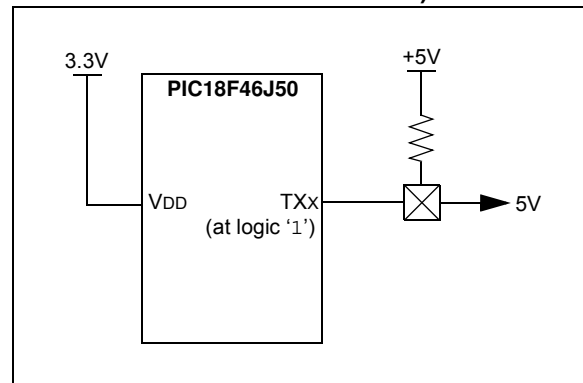 3.3V
+5V
PIC18F46J50
VDD
TXX
5V
(at logic ‘1’)